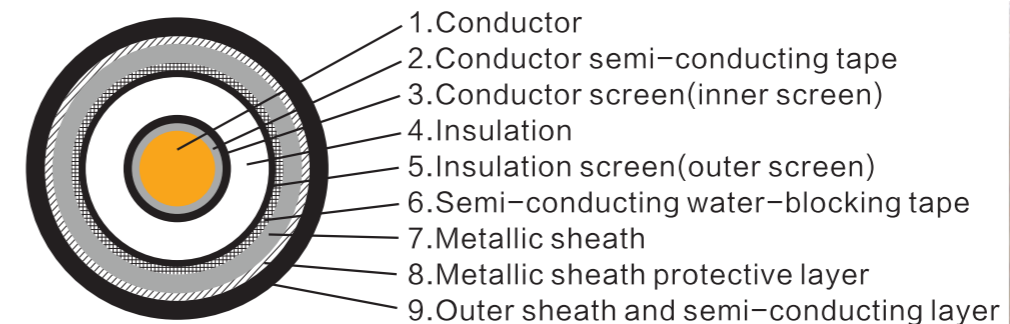 1.Conductor
2.Conductor semi-conducting tape
3.Conductor screen(inner screen)
4.Insulation
5.Insulation screen(outer screen)
6.Semi-conducting water-blocking tape
7.Metallic sheath
8.Metallic sheath protective layer
9.Outer sheath and semi-conducting layer